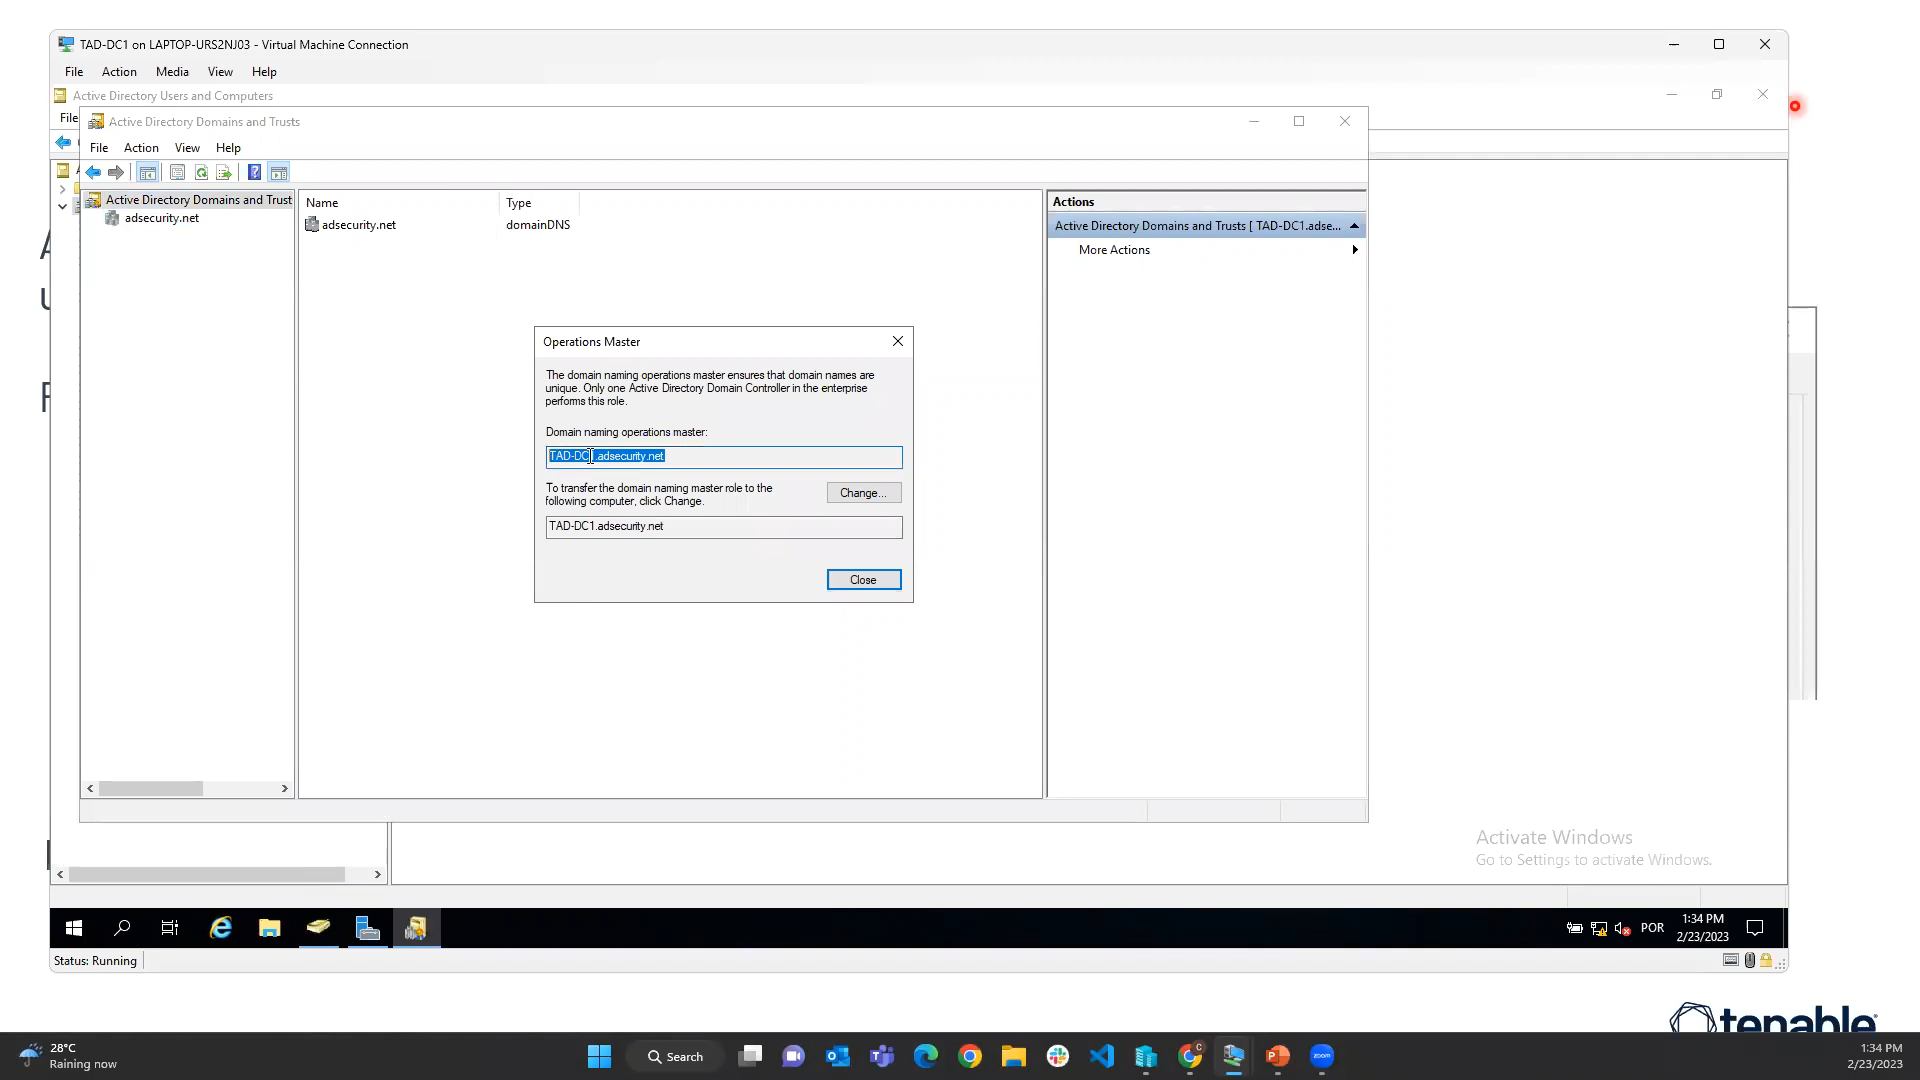 TAD-DC1 on LAPTOP-URS2NJ03 - Virtual Machine Connection
File Action Media View Help
Active Directory Users and Computers
File
Active Directory Domains and Trusts
File Action View Help
Active Directory Domains and Trust
adsecurity.net
Name Type
adsecurity.net domainDNS
Actions
Active Directory Domains and Trusts [ TAD-DC1.adse...
More Actions
Operations Master
The domain naming operations master ensures that domain names are
unique. Only one Active Directory Domain Controller in the enterprise
performs this role.
Domain naming operations master:
TAD-DC1.adsecurity.net
To transfer the domain naming master role to the
following computer, click Change.
Change...
TAD-DC1.adsecurity.net
Close
Activate Windows
Go to Settings to activate Windows.
POR
1:34 PM
2/23/2023
Status: Running
tenable
28°C
Raining now
Search
C
zoom
1:34 PM
2/23/2023